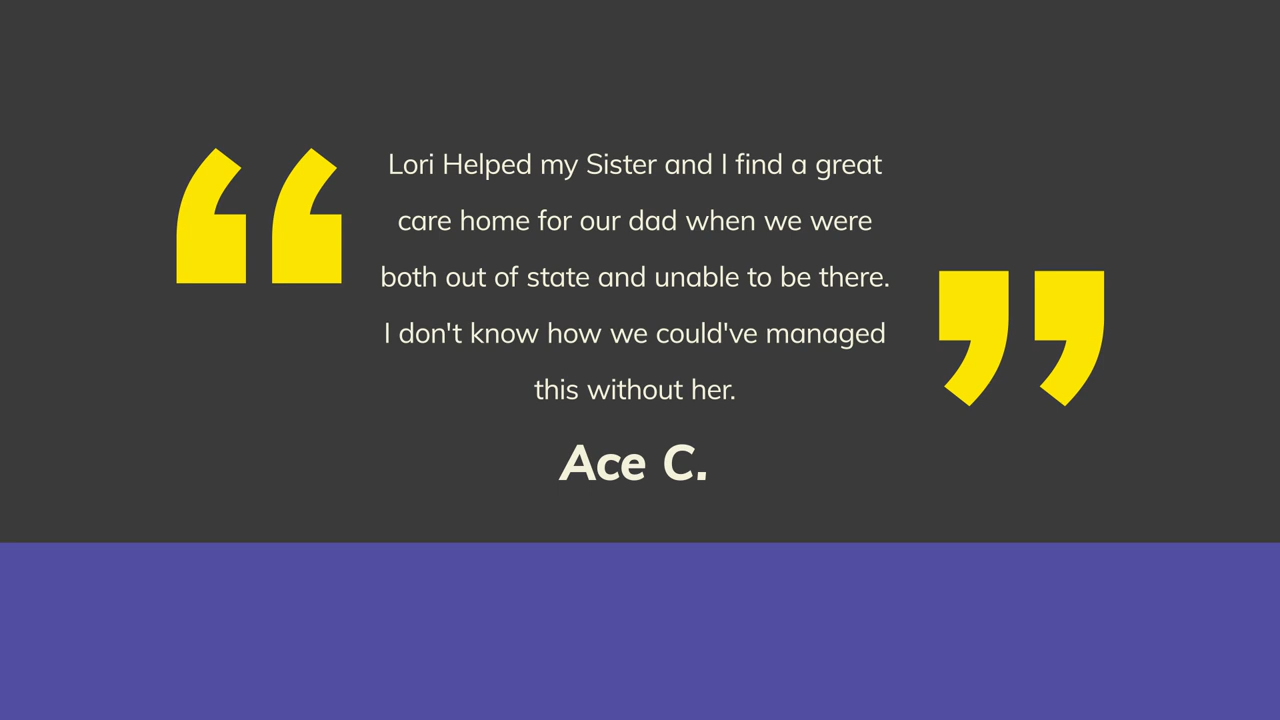 Lori Helped my Sister and I find a great
care home for our dad when we were
both out of state and unable to be there.
I don't know how we could've managed
this without her.
Ace C.